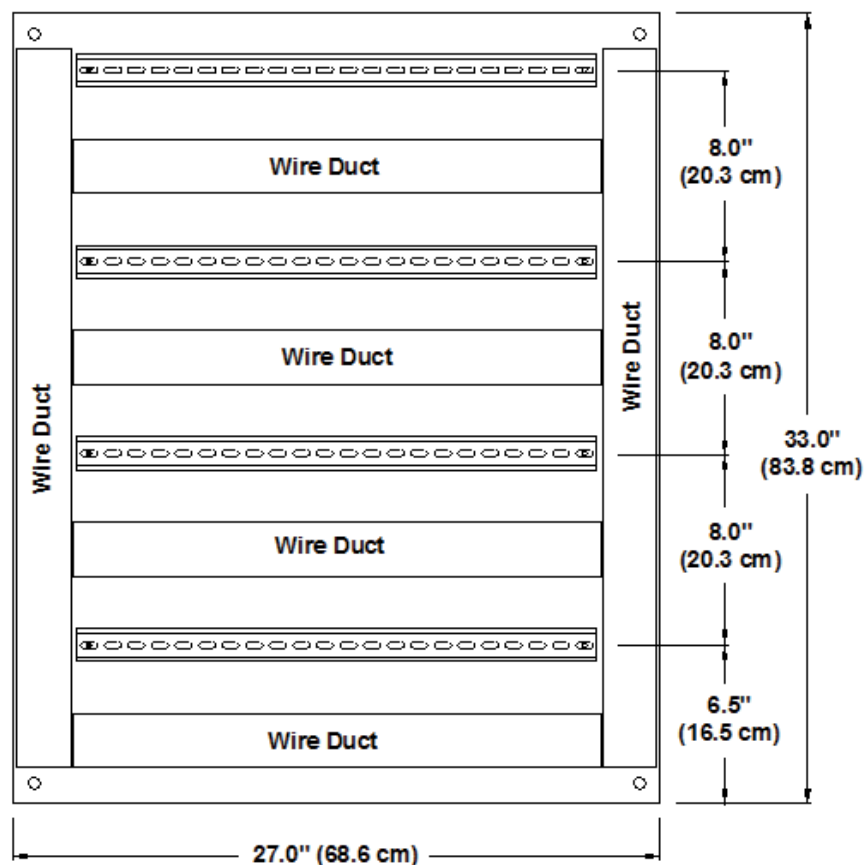 8.0"
(20.3 cm)
Wire Duct
8.0"
(20.3 cm)
Wire Duct
Wire Duct
Wire Duct
33.0"
(83.8 cm)
8.0"
(20.3 cm)
Wire Duct
6.5"
(16.5 cm)
Wire Duct
27.0" (68.6 cm)